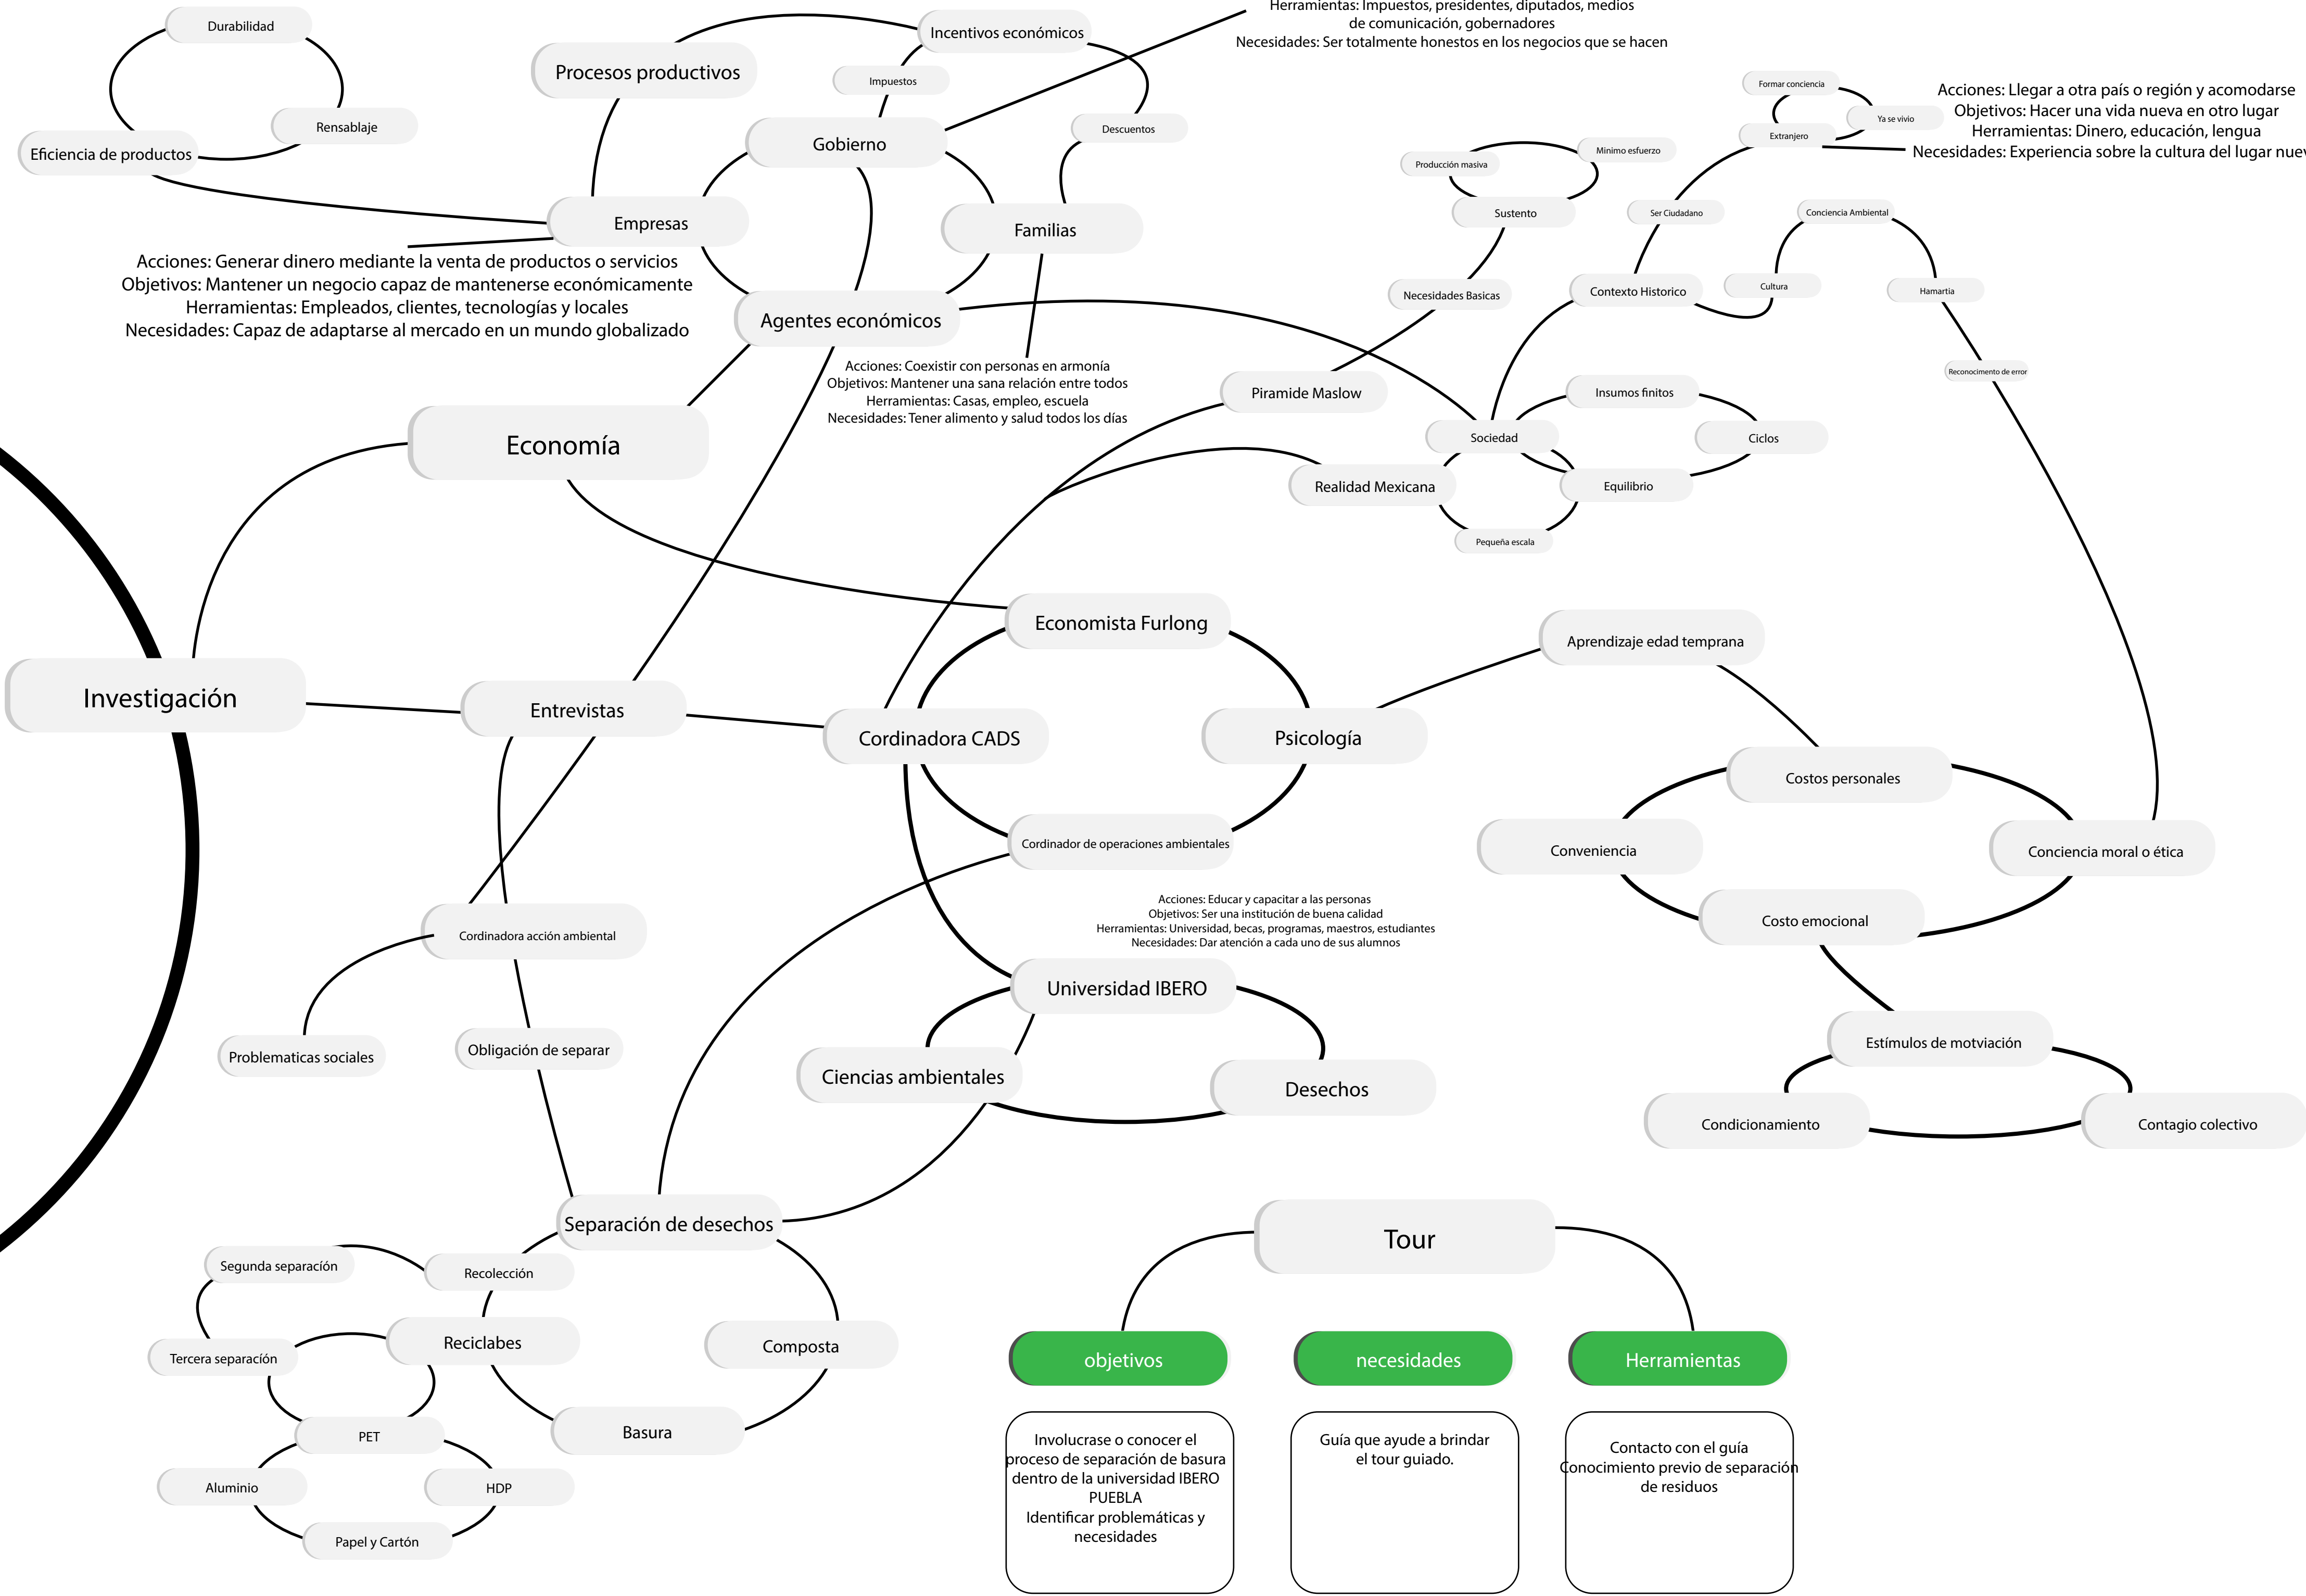 Durabilidad
Rensablaje
Eficiencia de productos
Procesos productivos
Incentivos económicos
Impuestos
Gobierno
Descuentos
Empresas
Familias
Agentes económicos
Herramientas: Impuestos, presidentes, diputados, medios
de comunicación, gobernadores
Necesidades: Ser totalmente honestos en los negocios que se hacen
Formar conciencia
Ya se vivio
Extranjero
Acciones: Llegar a otra país o región y acomodarse
Objetivos: Hacer una vida nueva en otro lugar
Herramientas: Dinero, educación, lengua
Necesidades: Experiencia sobre la cultura del lugar
Producción masiva
Minimo esfuerzo
Sustento
Ser Ciudadano
Conciencia Ambiental
Necesidades Basicas
Contexto Historico
Cultura
Hamartia
Reconocimento de error
Acciones: Generar dinero mediante la venta de productos o servicios
Objetivos: Mantener un negocio capaz de mantenerse económicamente
Herramientas: Empleados, clientes, tecnologías y locales
Necesidades: Capaz de adaptarse al mercado en un mundo globalizado
Acciones: Coexistir con personas en armonía
Objetivos: Mantener una sana relación entre todos
Herramientas: Casas, empleo, escuela
Necesidades: Tener alimento y salud todos los días
Piramide Maslow
Insumos finitos
Sociedad
Ciclos
Realidad Mexicana
Equilibrio
Pequeña escala
Economía
Economista Furlong
Aprendizaje edad temprana
Investigación
Entrevistas
Cordinadora CADS
Psicología
Cordinador de operaciones ambientales
Costos personales
Conveniencia
Conciencia moral o ética
Costo emocional
Acciones: Educar y capacitar a las personas
Objetivos: Ser una institución de buena calidad
Herramientas: Universidad, becas, programas, maestros, estudiantes
Necesidades: Dar atención a cada uno de sus alumnos
Cordinadora acción ambiental
Universidad IBERO
Problematicas sociales
Obligación de separar
Ciencias ambientales
Desechos
Estímulos de motviación
Condicionamiento
Contagio colectivo
Separación de desechos
Segunda separacíón
Recolección
Tercera separacíón
Reciclabes
Composta
PET
Basura
Aluminio
HDP
Papel y Cartón
Tour
objetivos
necesidades
Herramientas
Involucrase o conocer el
proceso de separación de basura
dentro de la universidad IBERO
PUEBLA
Identificar problemáticas y
necesidades
Guía que ayude a brindar
el tour guiado.
Contacto con el guía
Conocimiento previo de separación
de residuos